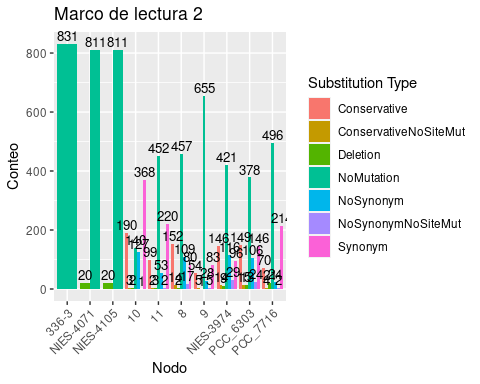 Marco de lectura 2
831
811
811
655
496
457
452
421
378
368
220
214
190
152
146
149
146
140
127
109
106
99
83
80
70
54
53
20
20
800
600
400
200
0
Conteo
336-3
NIES-4071
NIES-4105
10
11
8
9
NIES-3974
PCC_6303
PCC_7716
Nodo
Substitution Type
Conservative
ConservativeNoSiteMut
Deletion
NoMutation
NoSynonym
NoSynonymNoSiteMut
Synonym